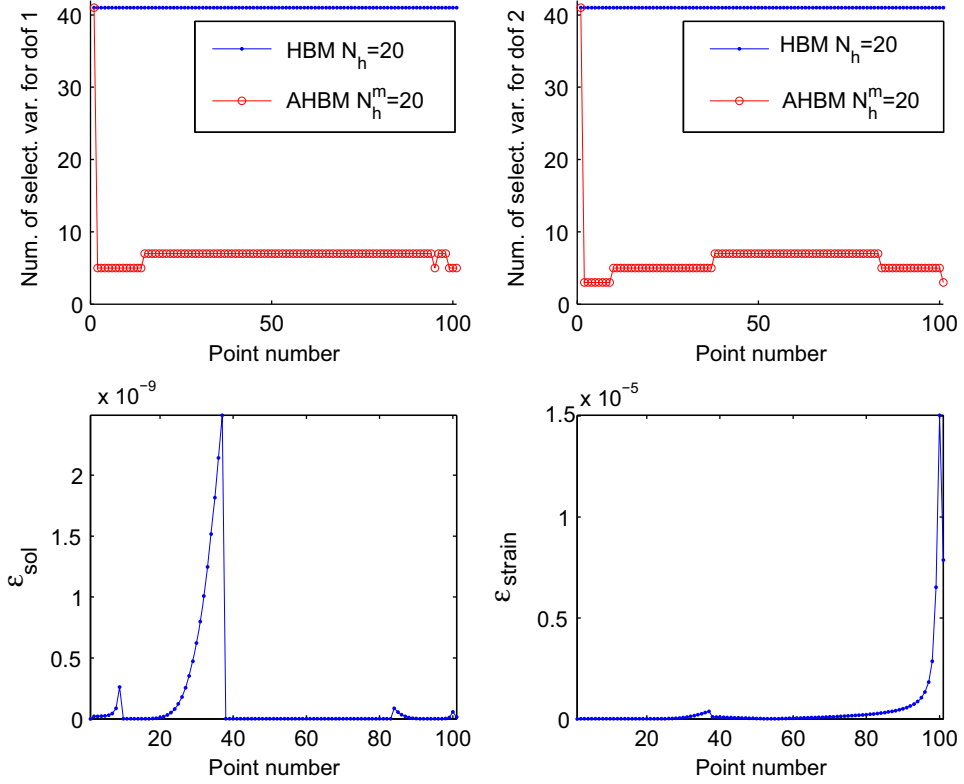 Num. of select. var. for dof 1
40
30
20
10
0
HBM N_h=20
AHBM N_h^m=20
0
50
100
Point number
Num. of select. var. for dof 2
40
30
20
10
0
HBM N_h=20
AHBM N_h^m=20
0
50
100
Point number
x 10^−9
ε_sol
2
1.5
1
0.5
0
20
40
60
80
100
Point number
x 10^−5
ε_strain
1.5
1
0.5
0
20
40
60
80
100
Point number